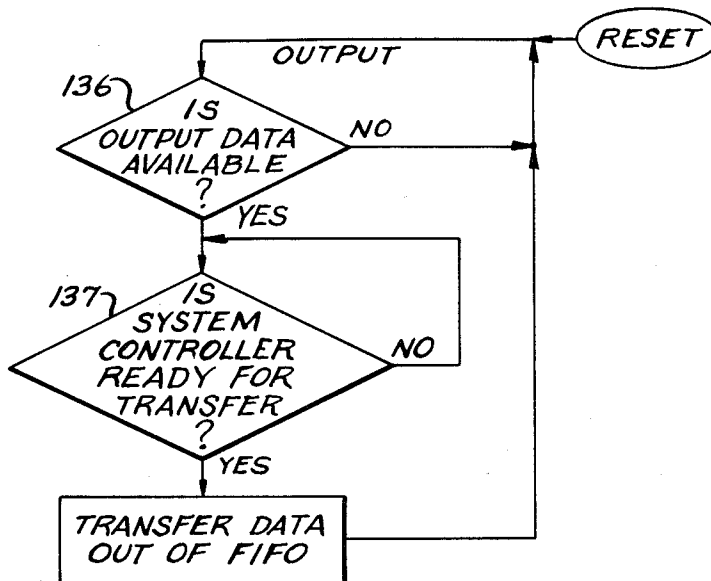 RESET
OUTPUT
136
IS
OUTPUT DATA
AVAILABLE
?
NO
YES
137
IS
SYSTEM
CONTROLLER
READY FOR
TRANSFER
?
NO
YES
TRANSFER DATA
OUT OF FIFO